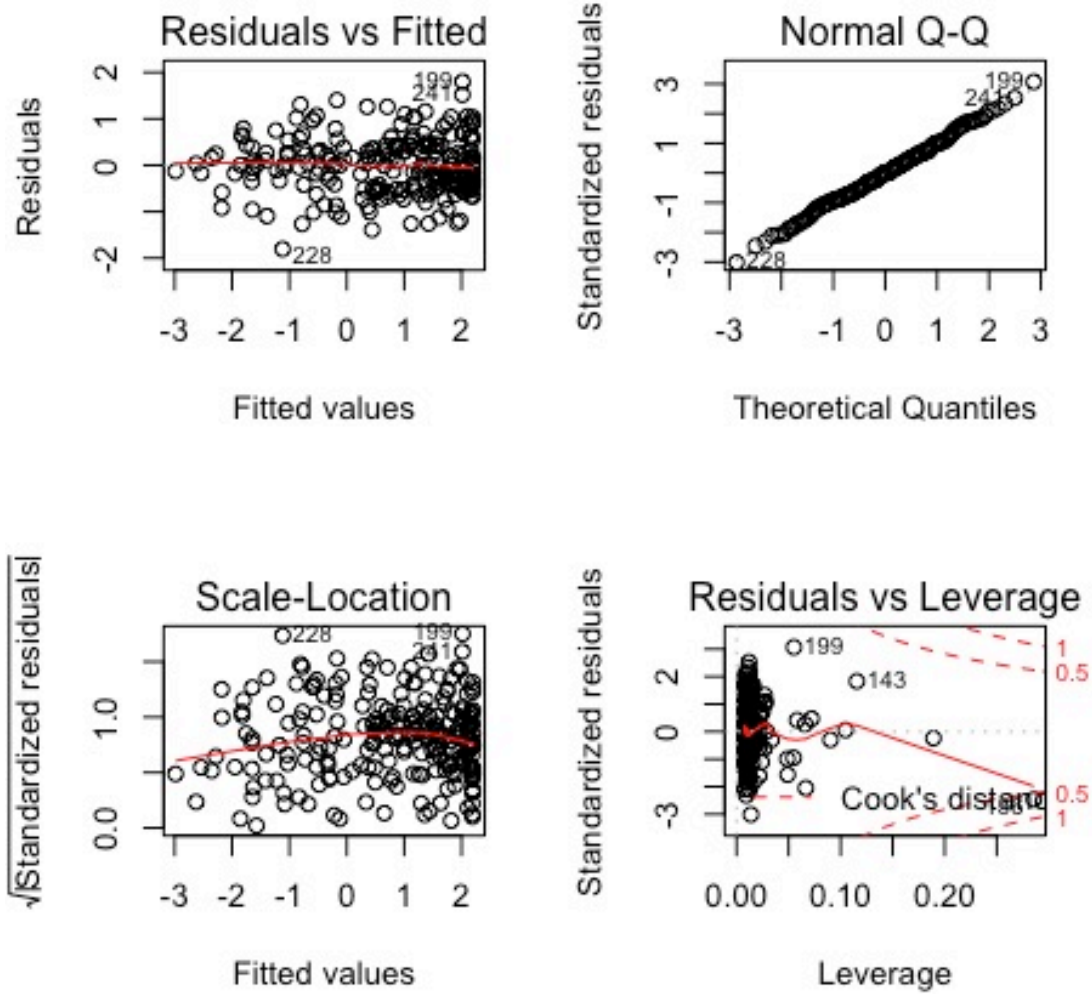 Residuals vs Fitted
Residuals
2
1
0
-2
199
241
228
-3 -2 -1 0 1 2
Fitted values
Normal Q-Q
Standardized residuals
3
1
-1
-3
199
241
228
-3 -1 0 1 2 3
Theoretical Quantiles
Scale-Location
√|Standardized residuals|
1.0
0.0
228
199
241
-3 -2 -1 0 1 2
Fitted values
Residuals vs Leverage
Standardized residuals
2
0
-3
199
143
1
0.5
0.5
1
Cook's distanc
0.00 0.10 0.20
Leverage